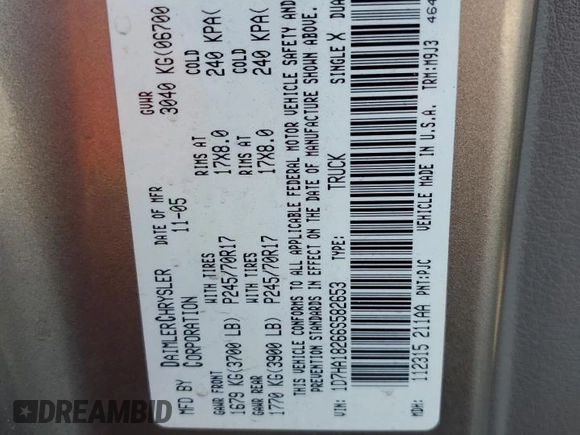 MFD BY DAIMLERCHRYSLER CORPORATION
DATE OF MFR 11-05
GVWR 3040 KG(06700
GAWR FRONT WITH TIRES RIMS AT COLD
1679 KG(3700 LB) P245/70R17 17X8.0 240 KPA(
GAWR REAR WITH TIRES RIMS AT COLD
1770 KG(3900 LB) P245/70R17 17X8.0 240 KPA(
THIS VEHICLE CONFORMS TO ALL APPLICABLE FEDERAL MOTOR VEHICLE SAFETY AND
PREVENTION STANDARDS IN EFFECT ON THE DATE OF MANUFACTURE SHOWN ABOVE.
VIN: 1D7HA18266S582653 TYPE: TRUCK SINGLE X DUA
MDH: 112315 211AA PNT:PJC VEHICLE MADE IN U.S.A. TRM:M9J3 464
DREAMBID